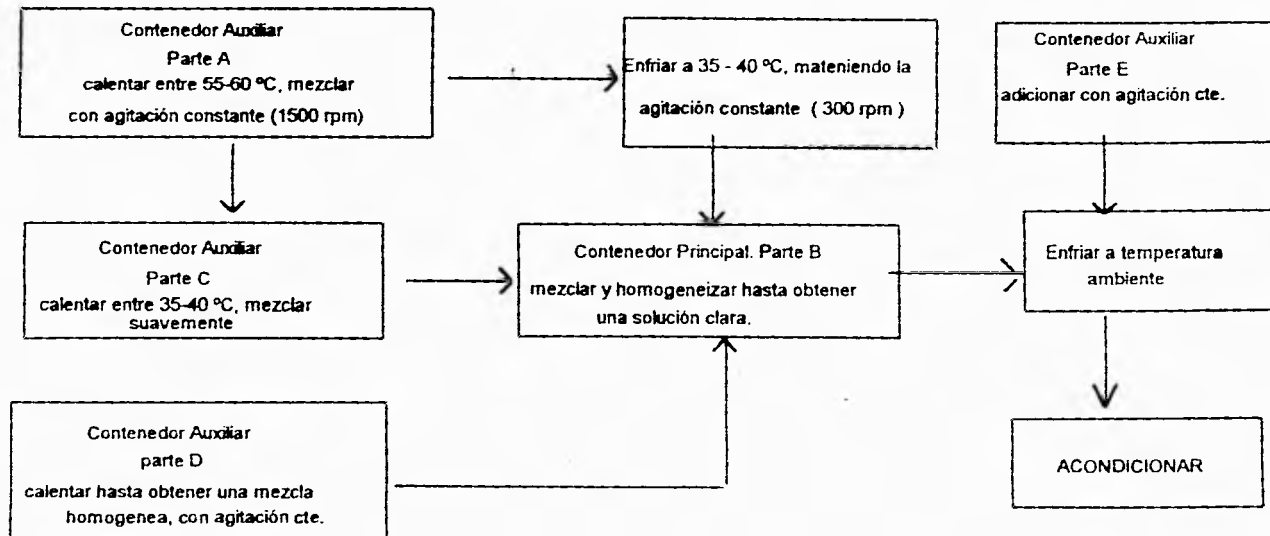 Contenedor Auxiliar
Parte A
calentar entre 55-60 ºC, mezclar
con agitación constante (1500 rpm)
Enfriar a 35 - 40 ºC, mateniendo la
agitación constante ( 300 rpm )
Contenedor Auxiliar
Parte E
adicionar con agitación cte.
Contenedor Auxiliar
Parte C
calentar entre 35-40 ºC, mezclar
suavemente
Contenedor Principal. Parte B
mezclar y homogeneizar hasta obtener
una solución clara.
Enfriar a temperatura
ambiente
Contenedor Auxiliar
parte D
calentar hasta obtener una mezcla
homogenea, con agitación cte.
ACONDICIONAR